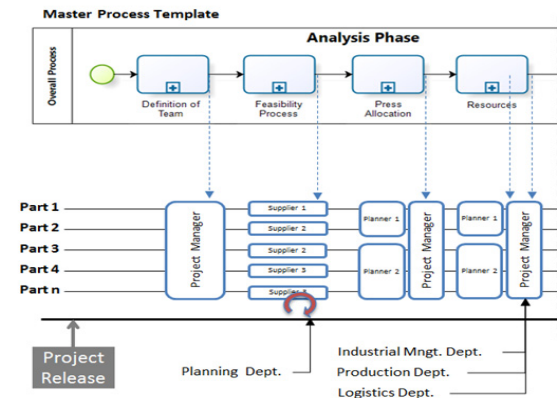 Master Process Template
Analysis Phase
Overall Process
Definition of
Team
Feasibility
Process
Press
Allocation
Resources
Part 1
Part 2
Part 3
Part 4
Part n
Project Manager
Supplier 1
Supplier 2
Supplier 2
Supplier 3
Supplier
Planner 1
Planner 2
Project Manager
Planner 1
Planner 2
Project Manager
Project
Release
Planning Dept.
Industrial Mngt. Dept.
Production Dept.
Logistics Dept.